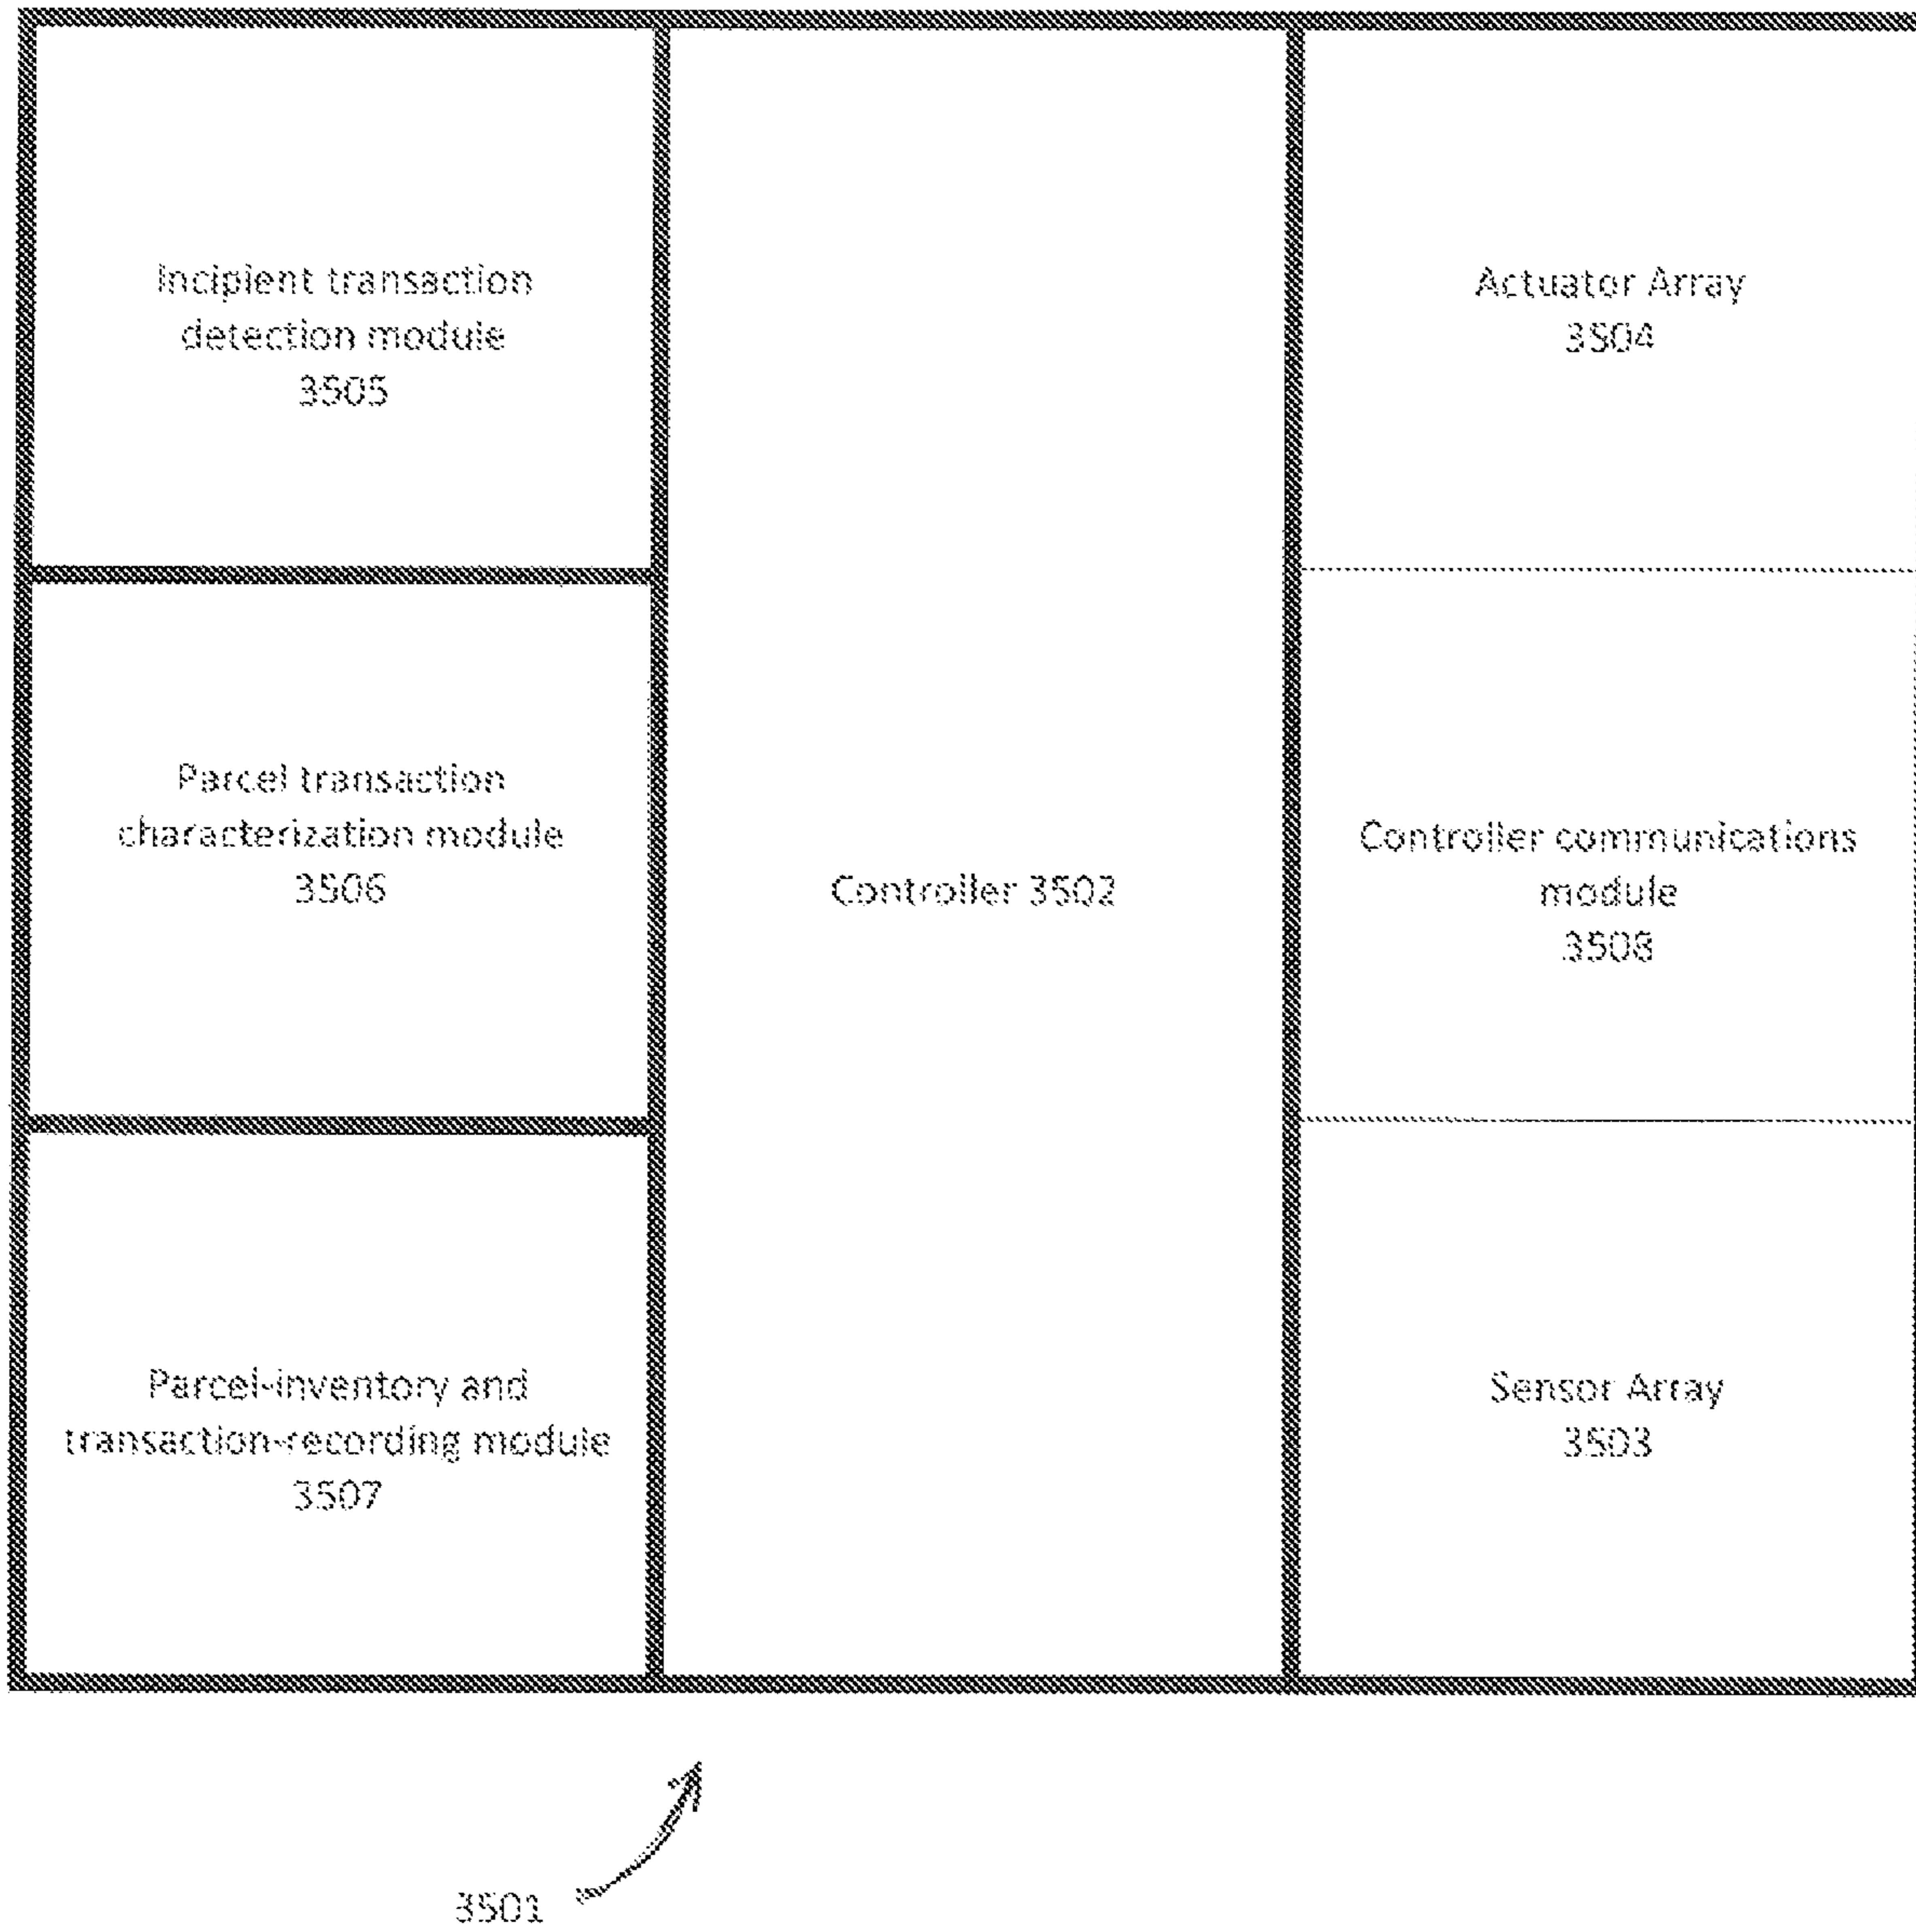 Incipient transaction
detection module
3505
Parcel transaction
characterization module
3506
Parcel-inventory and
transaction-recording module
3507
Controller 3502
Actuator Array
3504
Controller communications
module
3508
Sensor Array
3503
3501